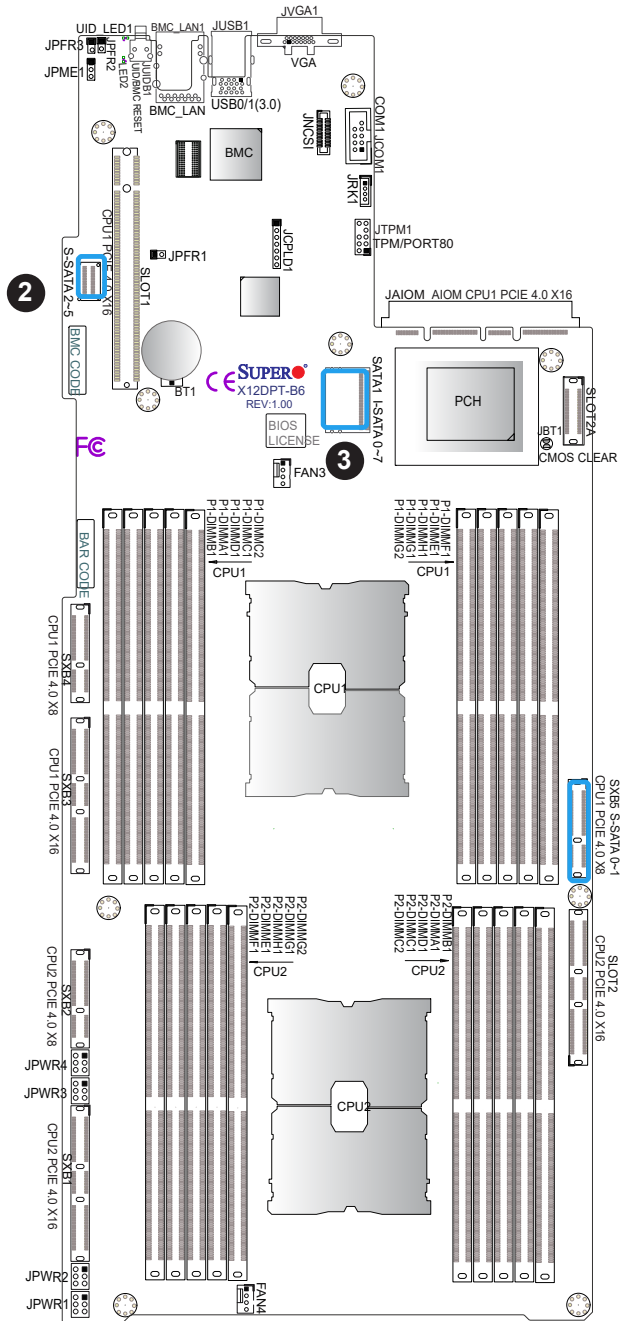 UID_LED1
BMC_LAN1
JUSB1
JVGA1
JPFR3
JPFR2
JPME1
LED2
UID/BMC RESET
JUIDB1
BMC_LAN
USB0/1(3.0)
VGA
BMC
JNCSI
COM1 JCOM1
JRK1
JTPM1
TPM/PORT80
JCPLD1
JPFR1
2
S-SATA 2~5
CPU1 PCIE 4.0 X16
SLOT1
JAIOM AIOM CPU1 PCIE 4.0 X16
BMC CODE
BT1
CE
SUPER
X12DPT-B6
REV:1.00
BIOS
LICENSE
SATA1 I-SATA 0~7
3
PCH
SLOT2A
JBT1
CMOS CLEAR
FC
FAN3
BAR CODE
P1-DIMMC2
P1-DIMMC1
P1-DIMMD1
P1-DIMMA1
P1-DIMMB1
CPU1
P1-DIMMF1
P1-DIMME1
P1-DIMMH1
P1-DIMMG1
P1-DIMMG2
CPU1
SXB4
CPU1 PCIE 4.0 X8
CPU1
SXB3
CPU1 PCIE 4.0 X16
SXB5 S-SATA 0~1
CPU1 PCIE 4.0 X8
P2-DIMMG2
P2-DIMMG1
P2-DIMMH1
P2-DIMME1
P2-DIMMF1
CPU2
P2-DIMMB1
P2-DIMMA1
P2-DIMMD1
P2-DIMMC1
P2-DIMMC2
CPU2
SLOT2
CPU2 PCIE 4.0 X16
SXB2
CPU2 PCIE 4.0 X8
JPWR4
JPWR3
CPU2
SXB1
CPU2 PCIE 4.0 X16
JPWR2
JPWR1
FAN4